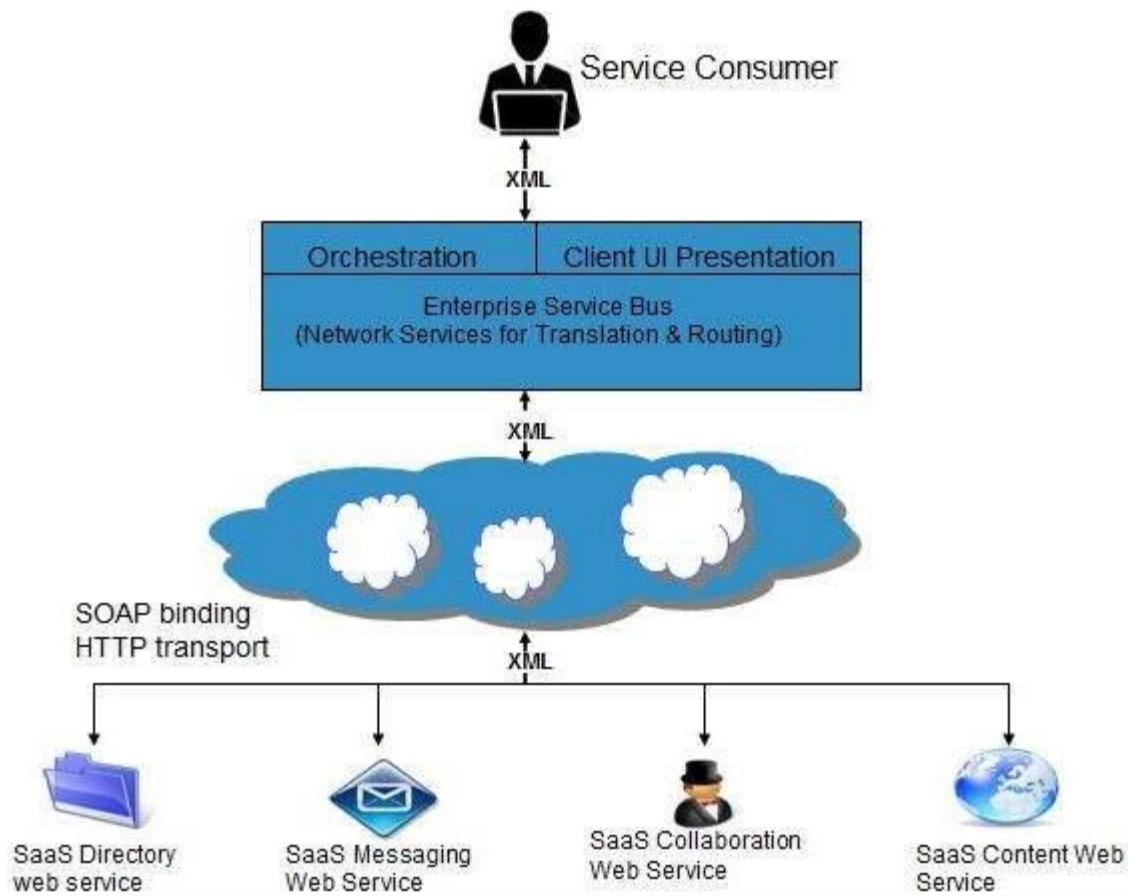 Service Consumer
XML
Orchestration
Client UI Presentation
Enterprise Service Bus
(Network Services for Translation & Routing)
XML
SOAP binding
HTTP transport
XML
SaaS Directory
web service
SaaS Messaging
Web Service
SaaS Collaboration
Web Service
SaaS Content Web
Service